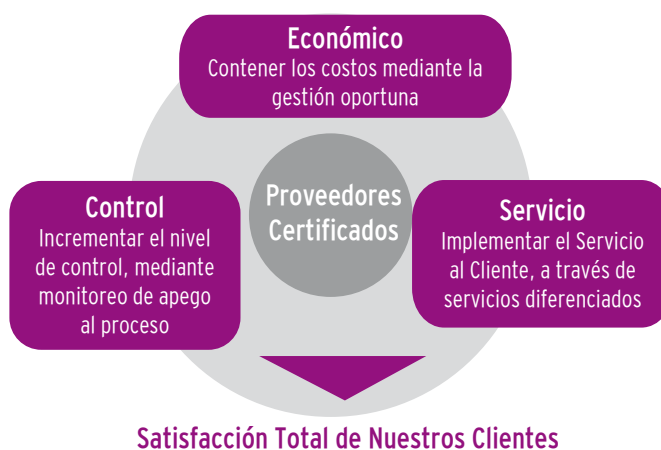 Económico
Contener los costos mediante la
gestión oportuna
Proveedores
Certificados
Control
Incrementar el nivel
de control, mediante
monitoreo de apego
al proceso
Servicio
Implementar el Servicio
al Cliente, a través de
servicios diferenciados
Satisfacción Total de Nuestros Clientes